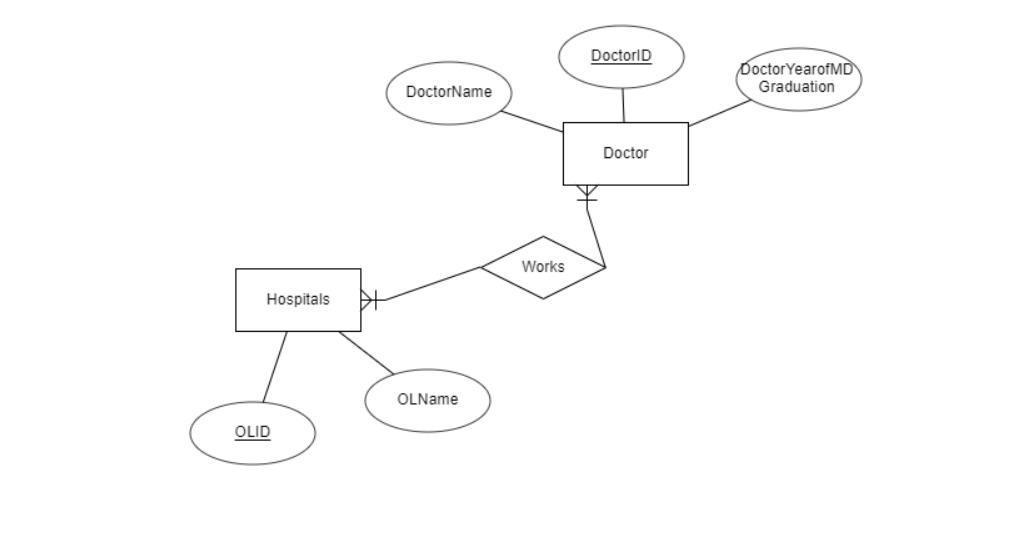 DoctorID
DoctorYearofMD
Graduation
DoctorName
Doctor
Works
Hospitals
OLName
OLID